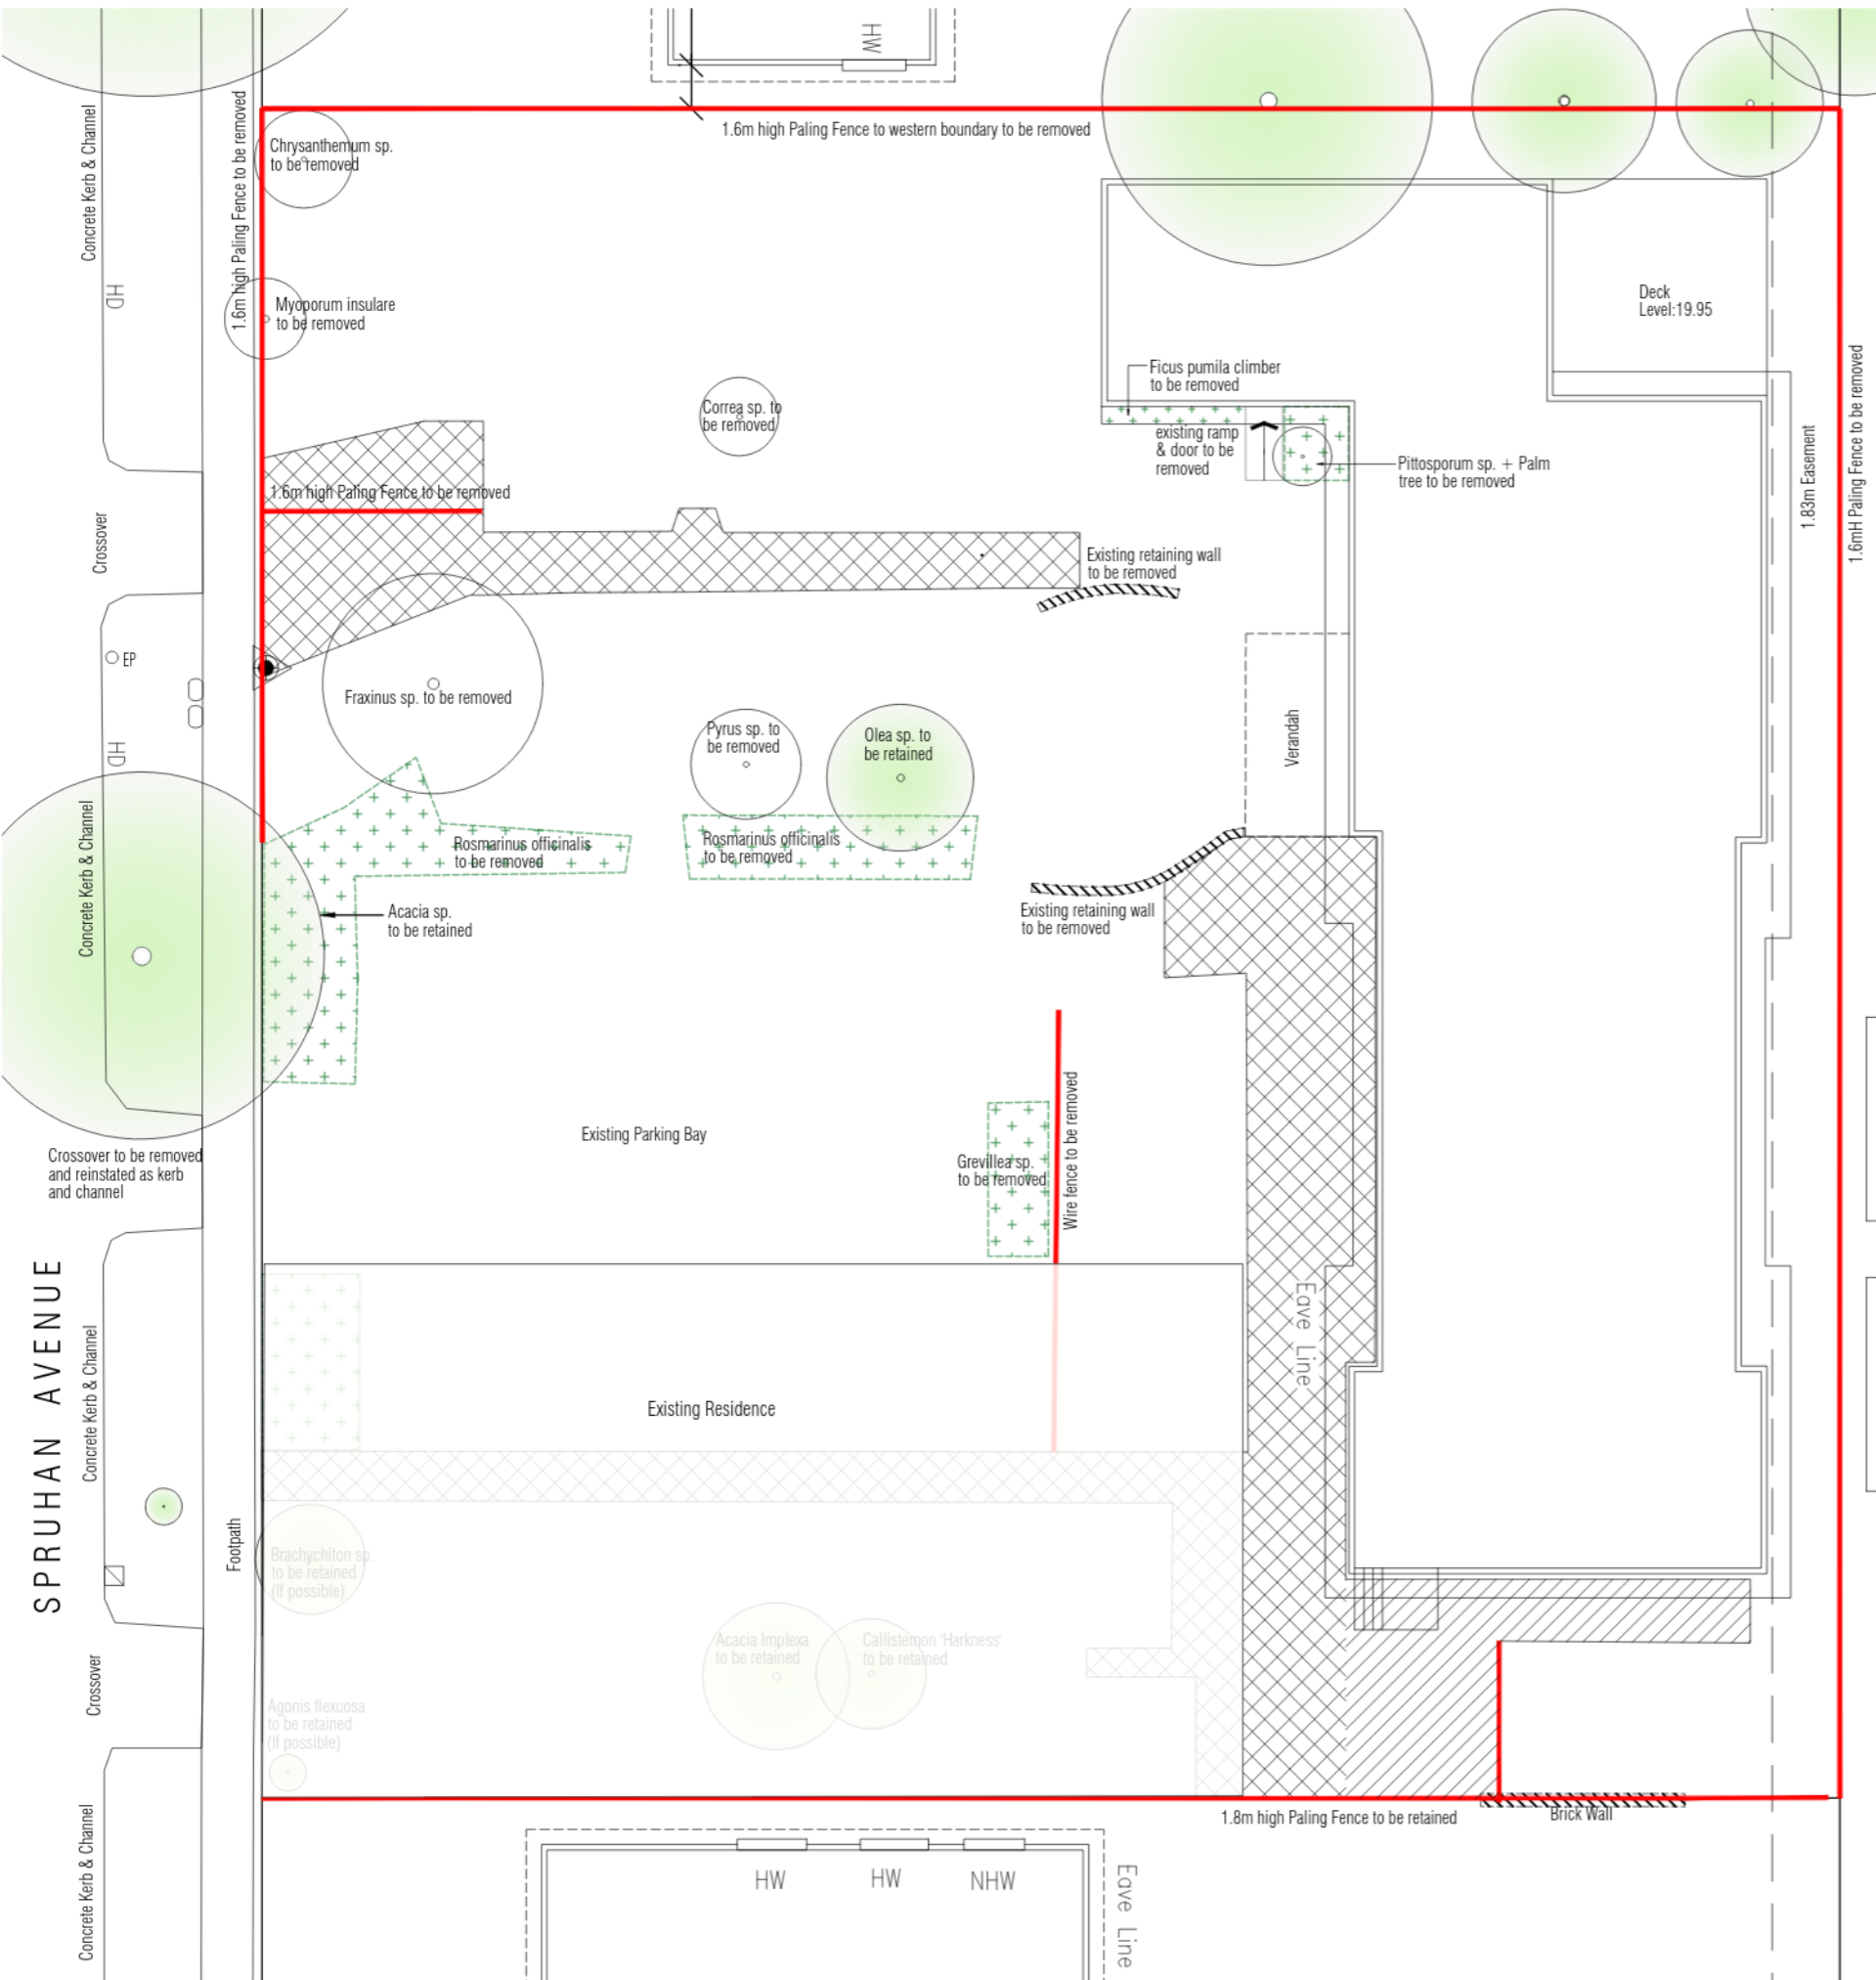 HW
1.6m high Paling Fence to western boundary to be removed
Concrete Kerb & Channel
1.6m high Paling Fence to be removed
Chrysanthemum sp.
to be removed
HD
Myoporum insulare
to be removed
Deck
Level:19.95
Ficus pumila climber
to be removed
Correa sp. to
be removed
existing ramp
& door to be
removed
Pittosporum sp. + Palm
tree to be removed
1.83m Easement
1.6mH Paling Fence to be removed
1.6m high Paling Fence to be removed
Crossover
Existing retaining wall
to be removed
EP
Fraxinus sp. to be removed
HD
Pyrus sp. to
be removed
Olea sp. to
be retained
Verandah
Concrete Kerb & Channel
Rosmarinus officinalis
to be removed
Rosmarinus officinalis
to be removed
Acacia sp.
to be retained
Existing retaining wall
to be removed
Existing Parking Bay
Wire fence to be removed
Crossover to be removed
and reinstated as kerb
and channel
Grevillea sp.
to be removed
SPRUHAN AVENUE
Concrete Kerb & Channel
Eave Line
Existing Residence
Footpath
Brachychiton sp.
to be retained
(If possible)
Acacia Implexa
to be retained
Callistemon 'Harkness'
to be retained
Crossover
Agonis flexuosa
to be retained
(If possible)
1.8m high Paling Fence to be retained
Brick Wall
Concrete Kerb & Channel
HW
HW
NHW
Eave Line